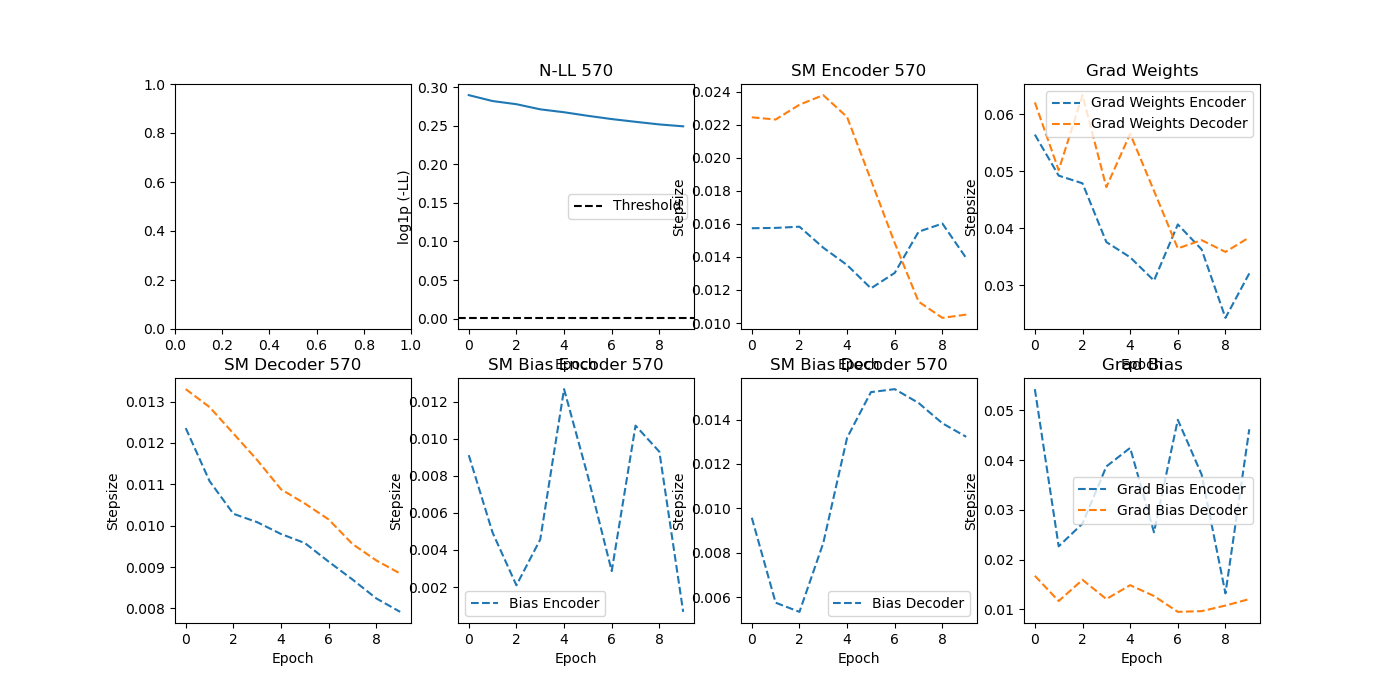 N-LL 570
SM Encoder 570
Grad Weights
1.0
0.8
0.6
0.4
0.2
0.0
0.0 0.2 0.4 0.6 0.8 1.0
log1p (-LL)
0.30
0.25
0.20
0.15
0.10
0.05
0.00
Threshold
0 2 4 6 8
Epoch
Stepsize
0.024
0.022
0.020
0.018
0.016
0.014
0.012
0.010
0 2 4 6 8
Epoch
Stepsize
0.06
0.05
0.04
0.03
Grad Weights Encoder
Grad Weights Decoder
0 2 4 6 8
Epoch
SM Decoder 570
SM Bias Encoder 570
SM Bias Decoder 570
Grad Bias
Stepsize
0.013
0.012
0.011
0.010
0.009
0.008
0 2 4 6 8
Epoch
Stepsize
0.012
0.010
0.008
0.006
0.004
0.002
Bias Encoder
0 2 4 6 8
Epoch
Stepsize
0.014
0.012
0.010
0.008
0.006
Bias Decoder
0 2 4 6 8
Epoch
Stepsize
0.05
0.04
0.03
0.02
0.01
Grad Bias Encoder
Grad Bias Decoder
0 2 4 6 8
Epoch